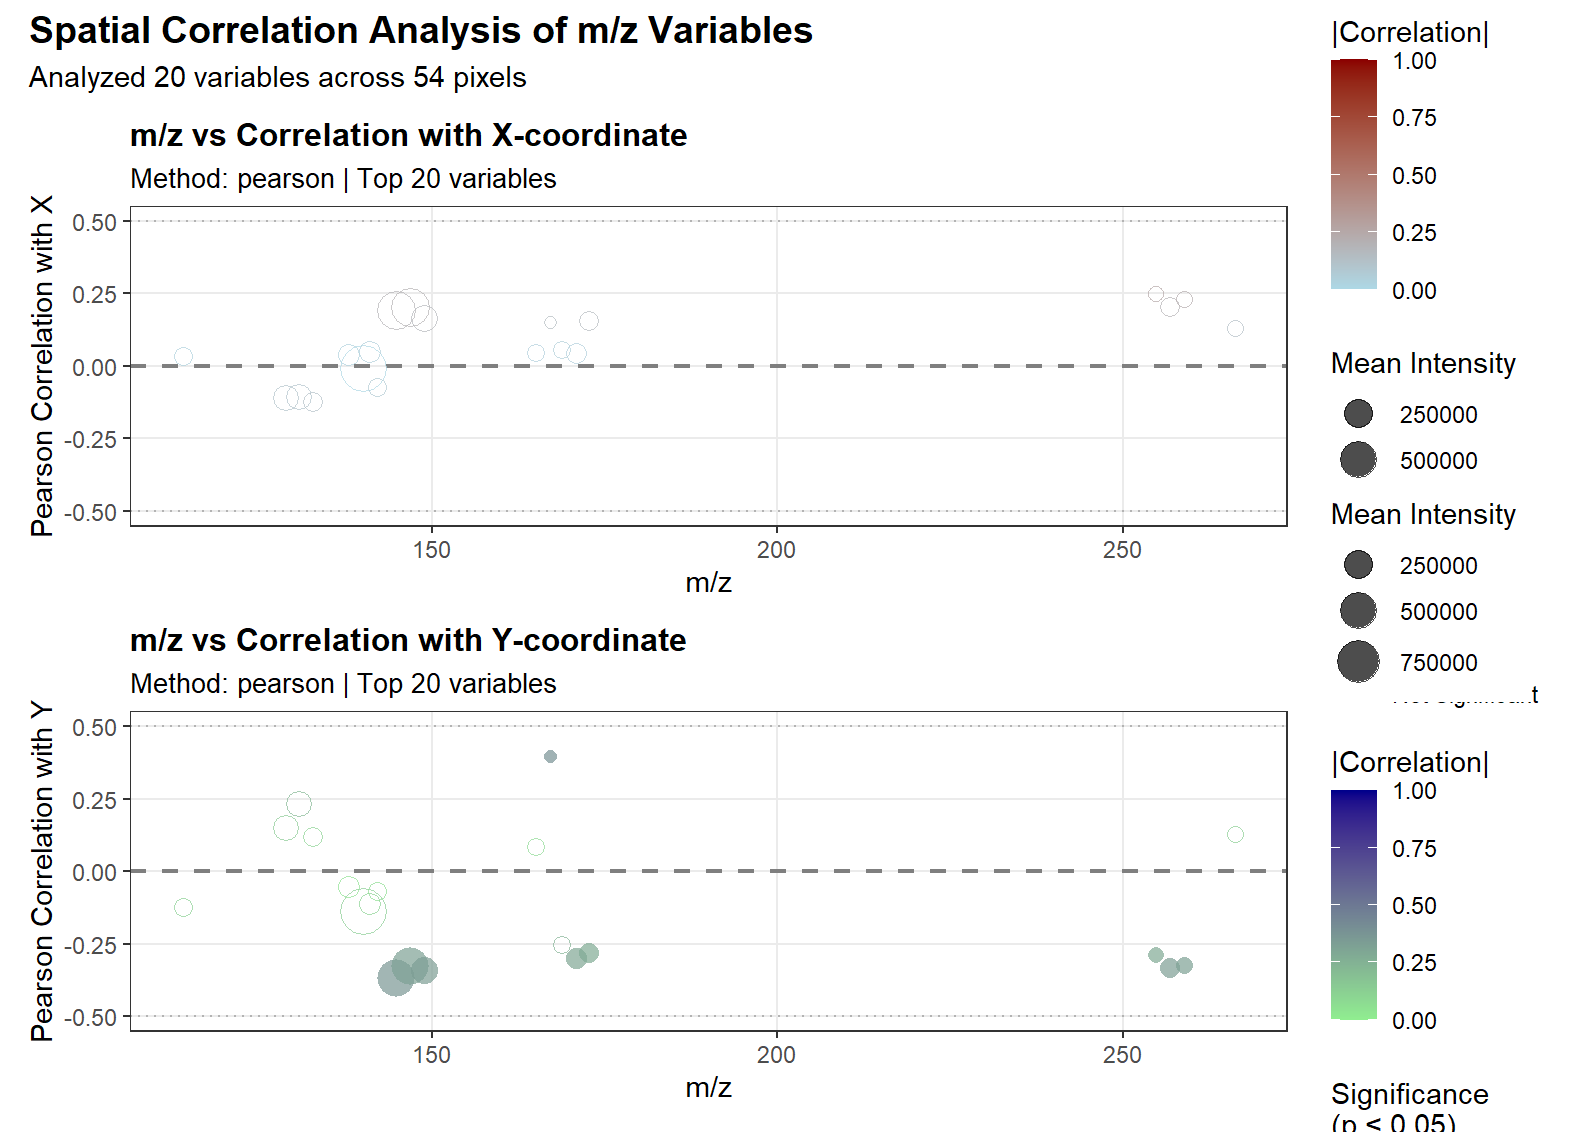 Spatial Correlation Analysis of m/z Variables
Analyzed 20 variables across 54 pixels
m/z vs Correlation with X-coordinate
Method: pearson | Top 20 variables
Pearson Correlation with X
0.50
0.25
0.00
-0.25
-0.50
150
200
250
m/z
m/z vs Correlation with Y-coordinate
Method: pearson | Top 20 variables
Pearson Correlation with Y
0.50
0.25
0.00
-0.25
-0.50
150
200
250
m/z
|Correlation|
1.00
0.75
0.50
0.25
0.00
Mean Intensity
250000
500000
Mean Intensity
250000
500000
750000
|Correlation|
1.00
0.75
0.50
0.25
0.00
Significance
(p < 0.05)